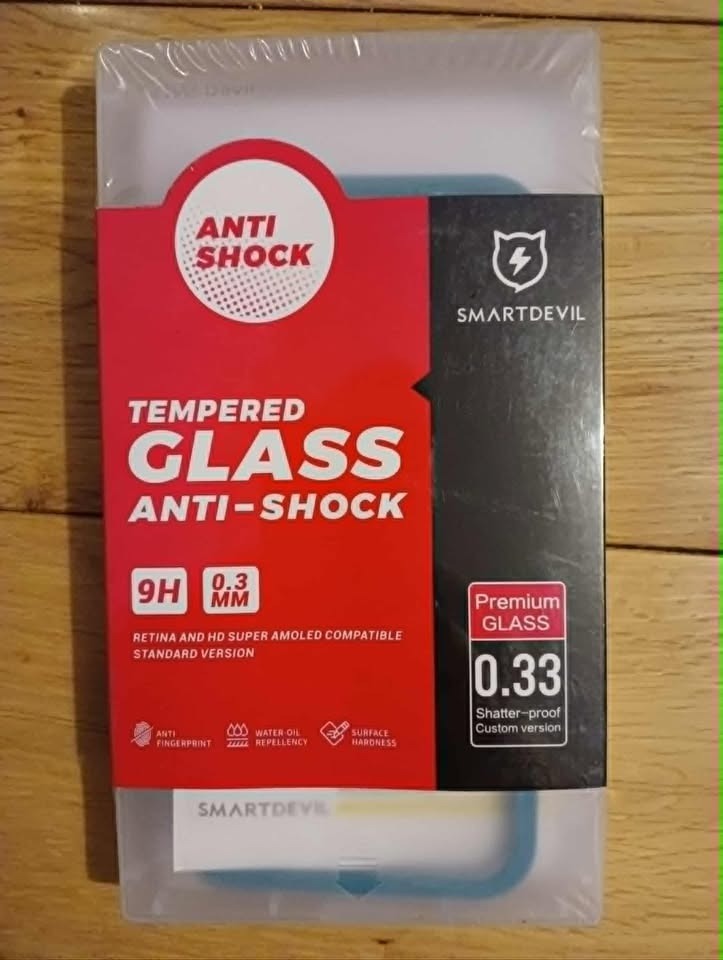 ANTI
SHOCK
SMARTDEVIL
TEMPERED
GLASS
ANTI-SHOCK
9H
0.3
MM
RETINA AND HD SUPER AMOLED COMPATIBLE
STANDARD VERSION
ANTI
FINGERPRINT
WATER-OIL
REPELLENCY
SURFACE
HARDNESS
Premium
GLASS
0.33
Shatter-proof
Custom version
SMARTDEVIL